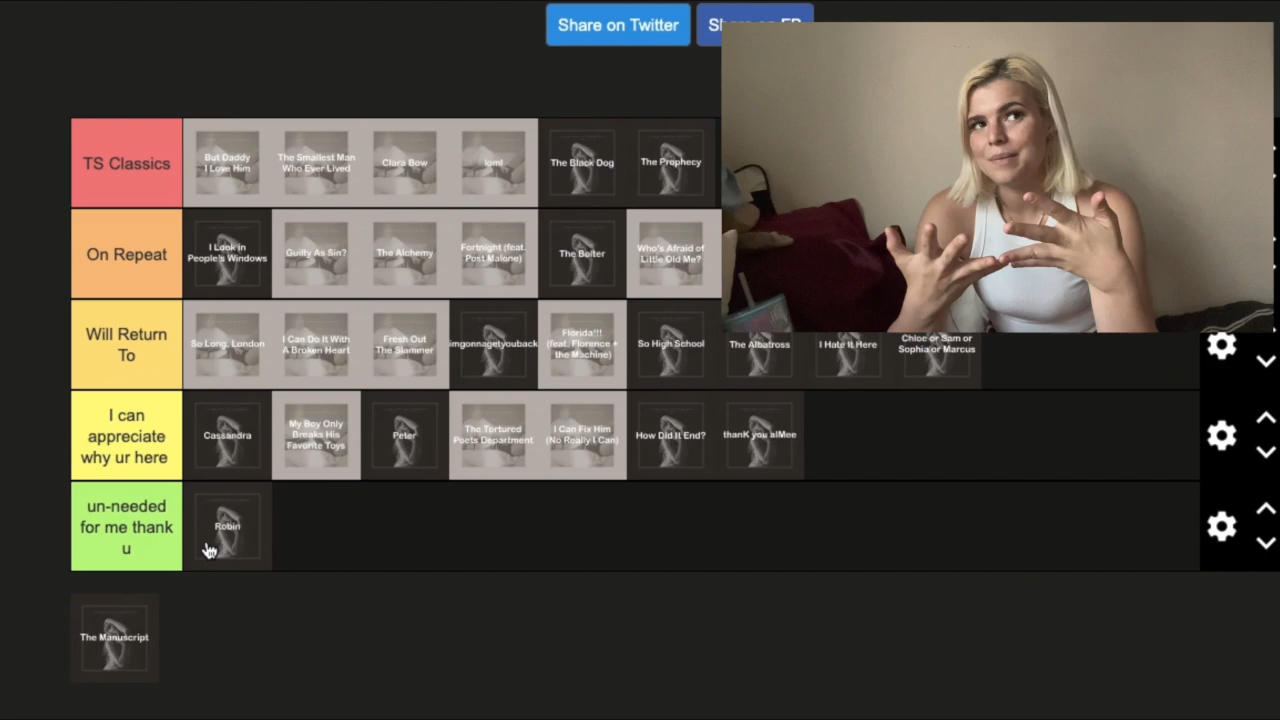 Share on Twitter
TS Classics
But Daddy
I Love Him
The Smallest Man
Who Ever Lived
Clara Bow
loml
The Black Dog
The Prophecy
On Repeat
I Look in
People's Windows
Guilty As Sin?
The Alchemy
Fortnight (feat.
Post Malone)
The Bolter
Who's Afraid of
Little Old Me?
Will Return
To
So Long, London
I Can Do It With
A Broken Heart
Fresh Out
The Slammer
imgonnagetyouback
Florida!!!
(feat. Florence +
the Machine)
So High School
The Albatross
I Hate It Here
Chloe or Sam or
Sophia or Marcus
I can
appreciate
why ur here
Cassandra
My Boy Only
Breaks His
Favorite Toys
Peter
The Tortured
Poets Department
I Can Fix Him
(No Really I Can)
How Did It End?
thanK you aIMee
un-needed
for me thank
u
Robin
The Manuscript